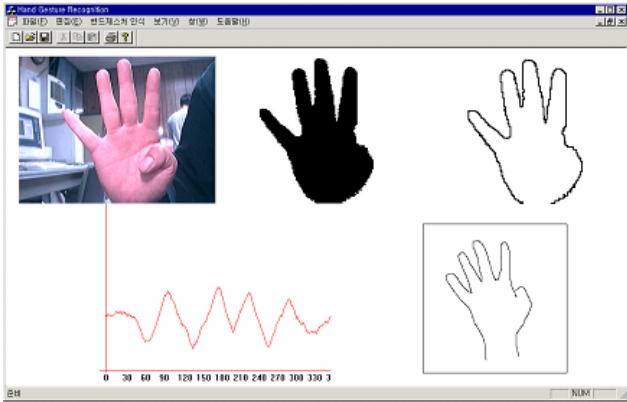 Hand Gesture Recognition
파일(F) 편집(E) 핸드제스처 인식 보기(V) 창(W) 도움말(H)
0 30 60 90 120 150 180 210 240 270 300 330 3
준비 NUM